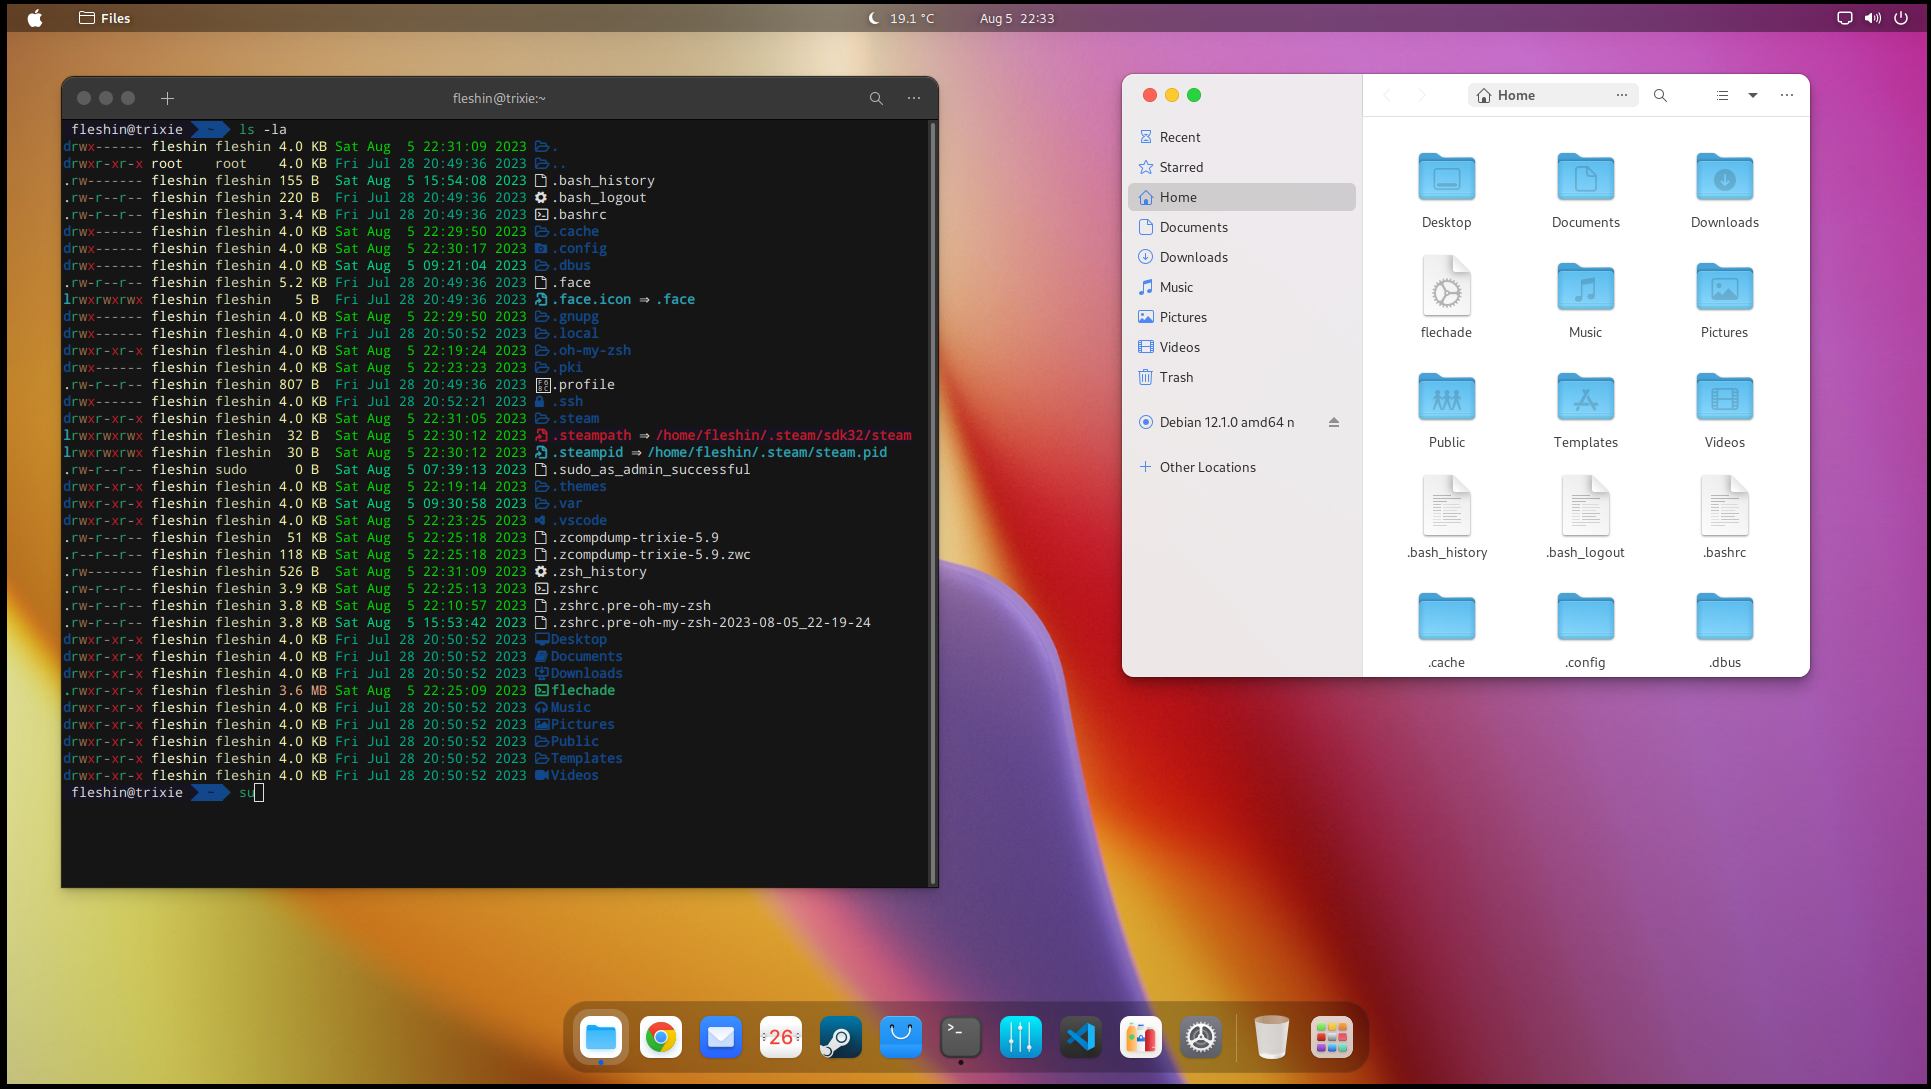 Files
19.1 °C
Aug 5 22:33
fleshin@trixie:~
fleshin@trixie ~ ls -la
drwx------ fleshin fleshin 4.0 KB Sat Aug 5 22:31:09 2023 .
drwxr-xr-x root root 4.0 KB Fri Jul 28 20:49:36 2023 ..
.rw------- fleshin fleshin 155 B Sat Aug 5 15:54:08 2023 .bash_history
.rw-r--r-- fleshin fleshin 220 B Fri Jul 28 20:49:36 2023 .bash_logout
.rw-r--r-- fleshin fleshin 3.4 KB Fri Jul 28 20:49:36 2023 .bashrc
drwx------ fleshin fleshin 4.0 KB Sat Aug 5 22:29:50 2023 .cache
drwx------ fleshin fleshin 4.0 KB Sat Aug 5 22:30:17 2023 .config
drwx------ fleshin fleshin 4.0 KB Sat Aug 5 09:21:04 2023 .dbus
.rw-r--r-- fleshin fleshin 5.2 KB Fri Jul 28 20:49:36 2023 .face
lrwxrwxrwx fleshin fleshin 5 B Fri Jul 28 20:49:36 2023 .face.icon ⇒ .face
drwx------ fleshin fleshin 4.0 KB Sat Aug 5 22:29:50 2023 .gnupg
drwx------ fleshin fleshin 4.0 KB Fri Jul 28 20:50:52 2023 .local
drwxr-xr-x fleshin fleshin 4.0 KB Sat Aug 5 22:19:24 2023 .oh-my-zsh
drwx------ fleshin fleshin 4.0 KB Sat Aug 5 22:23:23 2023 .pki
.rw-r--r-- fleshin fleshin 807 B Fri Jul 28 20:49:36 2023 .profile
drwx------ fleshin fleshin 4.0 KB Fri Jul 28 20:52:21 2023 .ssh
drwxr-xr-x fleshin fleshin 4.0 KB Sat Aug 5 22:31:05 2023 .steam
lrwxrwxrwx fleshin fleshin 32 B Sat Aug 5 22:30:12 2023 .steampath ⇒ /home/fleshin/.steam/sdk32/steam
lrwxrwxrwx fleshin fleshin 30 B Sat Aug 5 22:30:12 2023 .steampid ⇒ /home/fleshin/.steam/steam.pid
.rw-r--r-- fleshin sudo 0 B Sat Aug 5 07:39:13 2023 .sudo_as_admin_successful
drwxr-xr-x fleshin fleshin 4.0 KB Sat Aug 5 22:19:14 2023 .themes
drwxr-xr-x fleshin fleshin 4.0 KB Sat Aug 5 09:30:58 2023 .var
drwxr-xr-x fleshin fleshin 4.0 KB Sat Aug 5 22:23:25 2023 .vscode
.rw-r--r-- fleshin fleshin 51 KB Sat Aug 5 22:25:18 2023 .zcompdump-trixie-5.9
.r--r--r-- fleshin fleshin 118 KB Sat Aug 5 22:25:18 2023 .zcompdump-trixie-5.9.zwc
.rw------- fleshin fleshin 526 B Sat Aug 5 22:31:09 2023 .zsh_history
.rw-r--r-- fleshin fleshin 3.9 KB Sat Aug 5 22:25:13 2023 .zshrc
.rw-r--r-- fleshin fleshin 3.8 KB Sat Aug 5 22:10:57 2023 .zshrc.pre-oh-my-zsh
.rw-r--r-- fleshin fleshin 3.8 KB Sat Aug 5 15:53:42 2023 .zshrc.pre-oh-my-zsh-2023-08-05_22-19-24
drwxr-xr-x fleshin fleshin 4.0 KB Fri Jul 28 20:50:52 2023 Desktop
drwxr-xr-x fleshin fleshin 4.0 KB Fri Jul 28 20:50:52 2023 Documents
drwxr-xr-x fleshin fleshin 4.0 KB Fri Jul 28 20:50:52 2023 Downloads
.rwxr-xr-x fleshin fleshin 3.6 MB Sat Aug 5 22:25:09 2023 flechade
drwxr-xr-x fleshin fleshin 4.0 KB Fri Jul 28 20:50:52 2023 Music
drwxr-xr-x fleshin fleshin 4.0 KB Fri Jul 28 20:50:52 2023 Pictures
drwxr-xr-x fleshin fleshin 4.0 KB Fri Jul 28 20:50:52 2023 Public
drwxr-xr-x fleshin fleshin 4.0 KB Fri Jul 28 20:50:52 2023 Templates
drwxr-xr-x fleshin fleshin 4.0 KB Fri Jul 28 20:50:52 2023 Videos
fleshin@trixie ~ su
Recent
Starred
Home
Documents
Downloads
Music
Pictures
Videos
Trash
Debian 12.1.0 amd64 n
Other Locations
Home
Desktop Documents Downloads
flechade Music Pictures
Public Templates Videos
.bash_history .bash_logout .bashrc
.cache .config .dbus
26